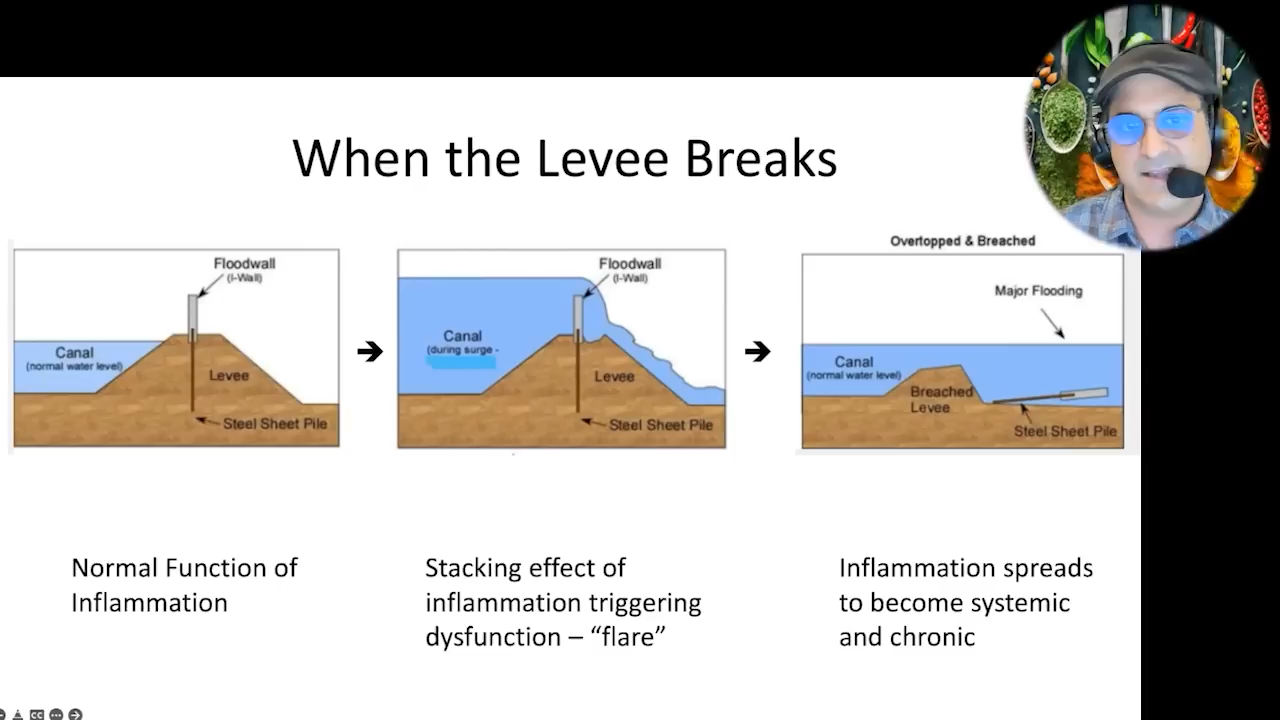 When the Levee Breaks
Floodwall
(I-Wall)
Canal
(normal water level)
Levee
Steel Sheet Pile
Floodwall
(I-Wall)
Canal
(during surge -
Levee
Steel Sheet Pile
Overtopped & Breached
Major Flooding
Canal
(normal water level)
Breached
Levee
Steel Sheet Pile
Normal Function of
Inflammation
Stacking effect of
inflammation triggering
dysfunction – “flare”
Inflammation spreads
to become systemic
and chronic
CC